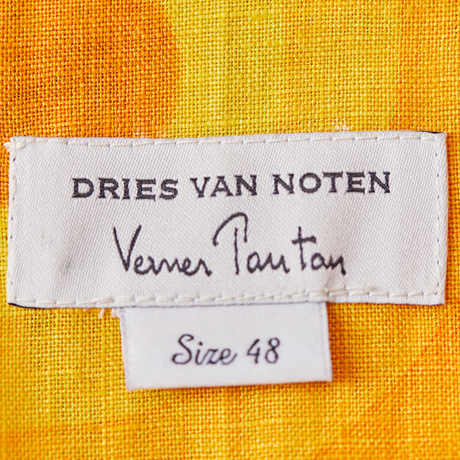 DRIES VAN NOTEN
Verner Panton
Size 48